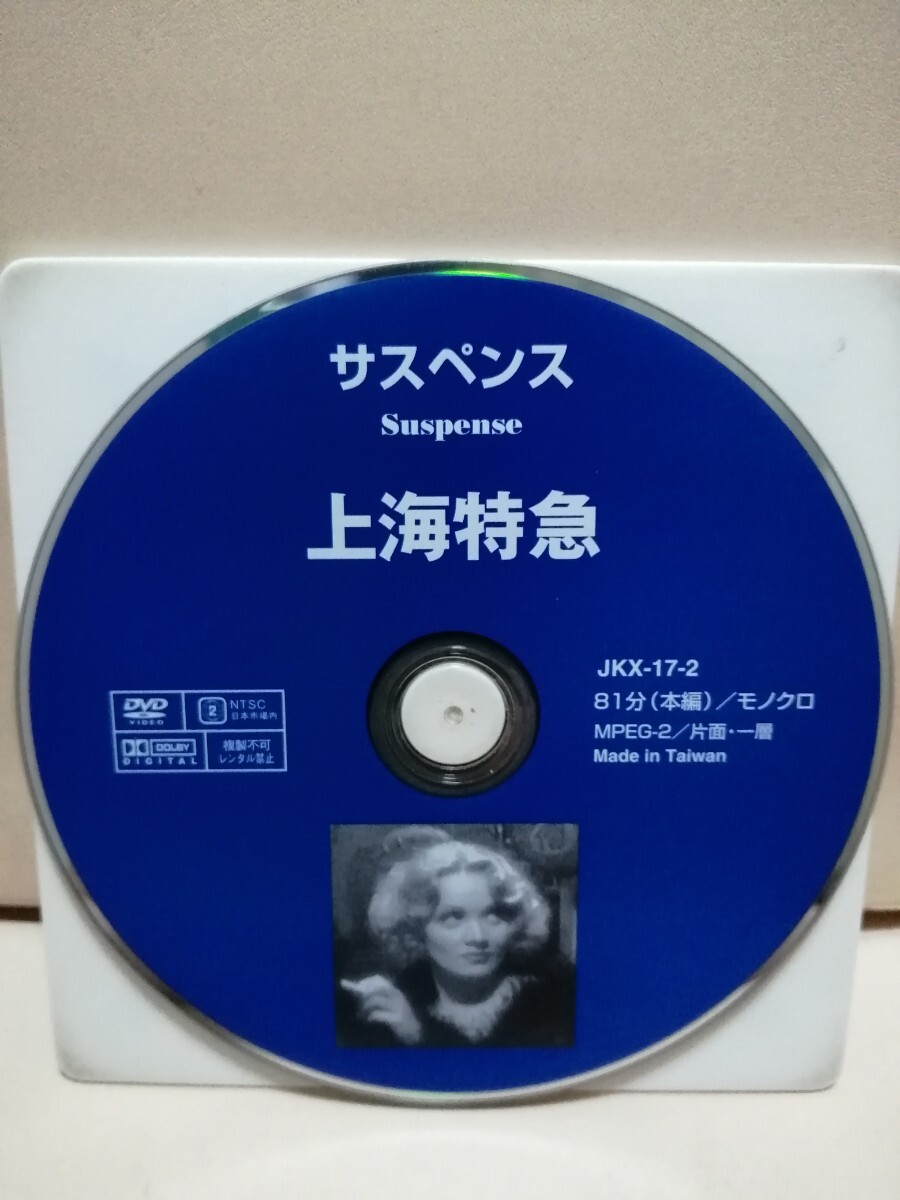 サスペンス
Suspense
上海特急
JKX-17-2
81分(本編)／モノクロ
MPEG-2／片面・一層
Made in Taiwan
DVD
VIDEO
2
NTSC
日本市場内
DOLBY
DIGITAL
複製不可
レンタル禁止